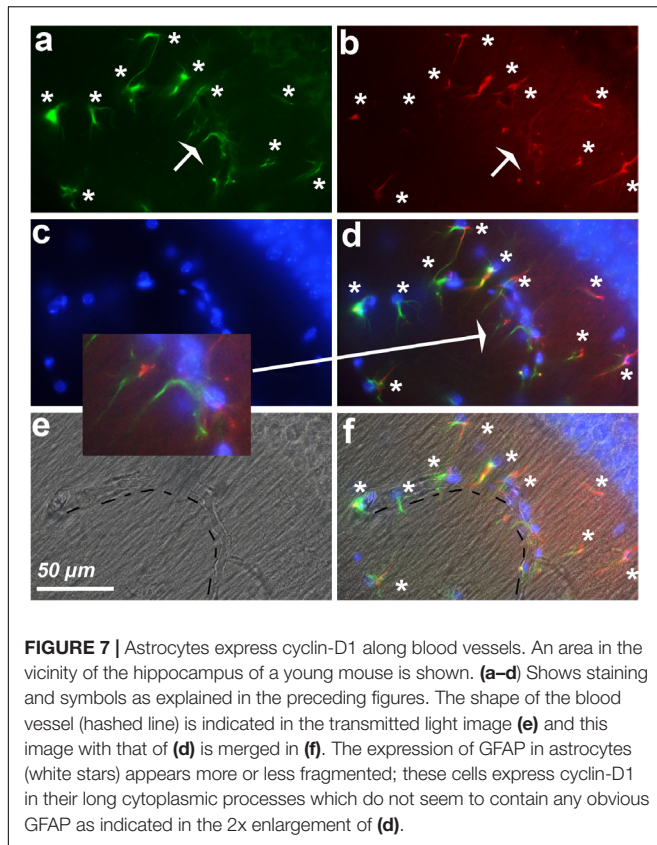 a
b
c
d
e
f
50 µm
FIGURE 7 | Astrocytes express cyclin-D1 along blood vessels. An area in the
vicinity of the hippocampus of a young mouse is shown. (a–d) Shows staining
and symbols as explained in the preceding figures. The shape of the blood
vessel (hashed line) is indicated in the transmitted light image (e) and this
image with that of (d) is merged in (f). The expression of GFAP in astrocytes
(white stars) appears more or less fragmented; these cells express cyclin-D1
in their long cytoplasmic processes which do not seem to contain any obvious
GFAP as indicated in the 2x enlargement of (d).